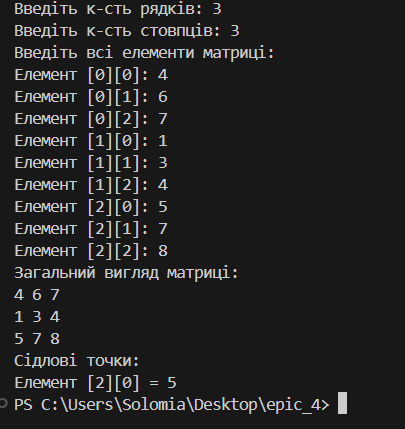 Введіть к-сть рядків: 3
Введіть к-сть стовпців: 3
Введіть всі елементи матриці:
Елемент [0][0]: 4
Елемент [0][1]: 6
Елемент [0][2]: 7
Елемент [1][0]: 1
Елемент [1][1]: 3
Елемент [1][2]: 4
Елемент [2][0]: 5
Елемент [2][1]: 7
Елемент [2][2]: 8
Загальний вигляд матриці:
4 6 7
1 3 4
5 7 8
Сідлові точки:
Елемент [2][0] = 5
PS C:\Users\Solomia\Desktop\epic_4>